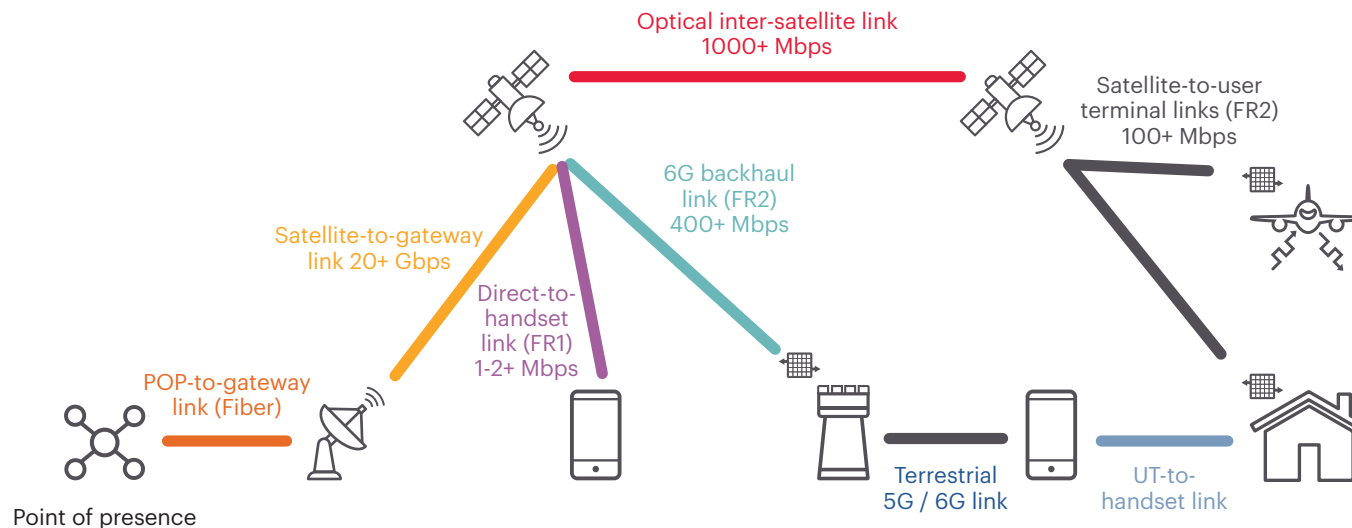 Optical inter-satellite link
1000+ Mbps
Satellite-to-user
terminal links (FR2)
100+ Mbps
6G backhaul
link (FR2)
400+ Mbps
Satellite-to-gateway
link 20+ Gbps
Direct-to-
handset
link (FR1)
1-2+ Mbps
POP-to-gateway
link (Fiber)
Terrestrial
5G / 6G link
UT-to-
handset link
Point of presence